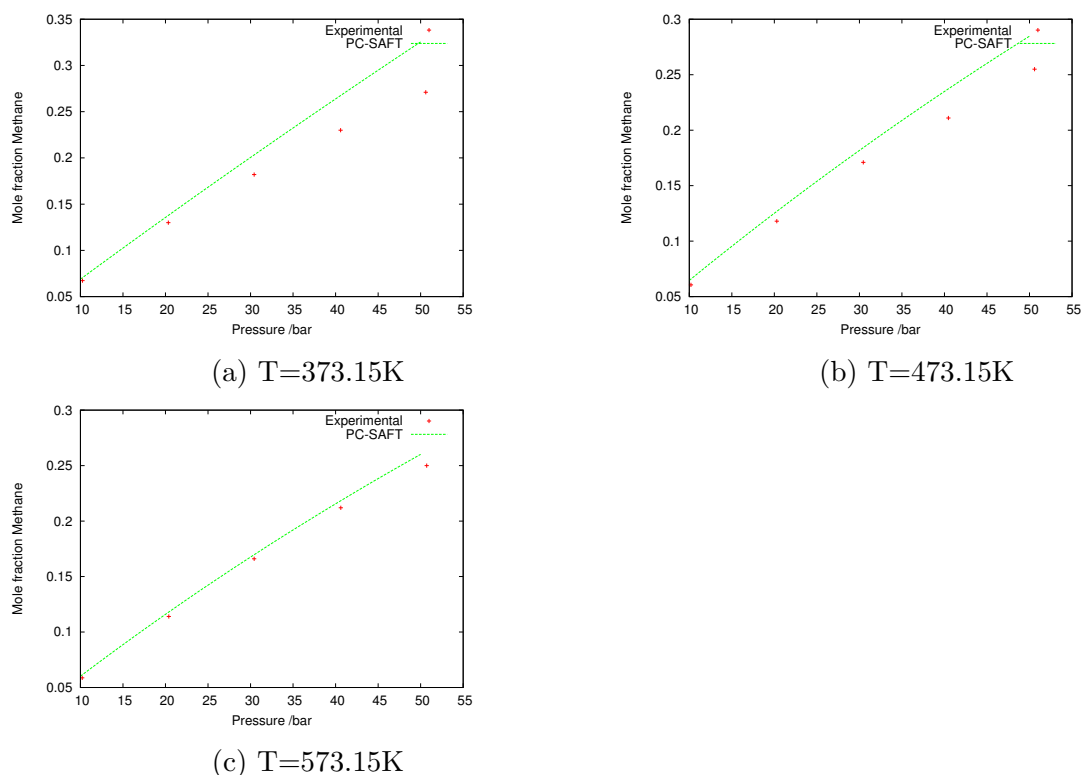 0.35
0.3
0.25
0.2
0.15
0.1
0.05
Mole fraction Methane
Experimental
PC-SAFT
10 15 20 25 30 35 40 45 50 55
Pressure /bar
(a) T=373.15K
0.3
0.25
0.2
0.15
0.1
0.05
Mole fraction Methane
Experimental
PC-SAFT
10 15 20 25 30 35 40 45 50 55
Pressure /bar
(b) T=473.15K
0.3
0.25
0.2
0.15
0.1
0.05
Mole fraction Methane
Experimental
PC-SAFT
10 15 20 25 30 35 40 45 50 55
Pressure /bar
(c) T=573.15K